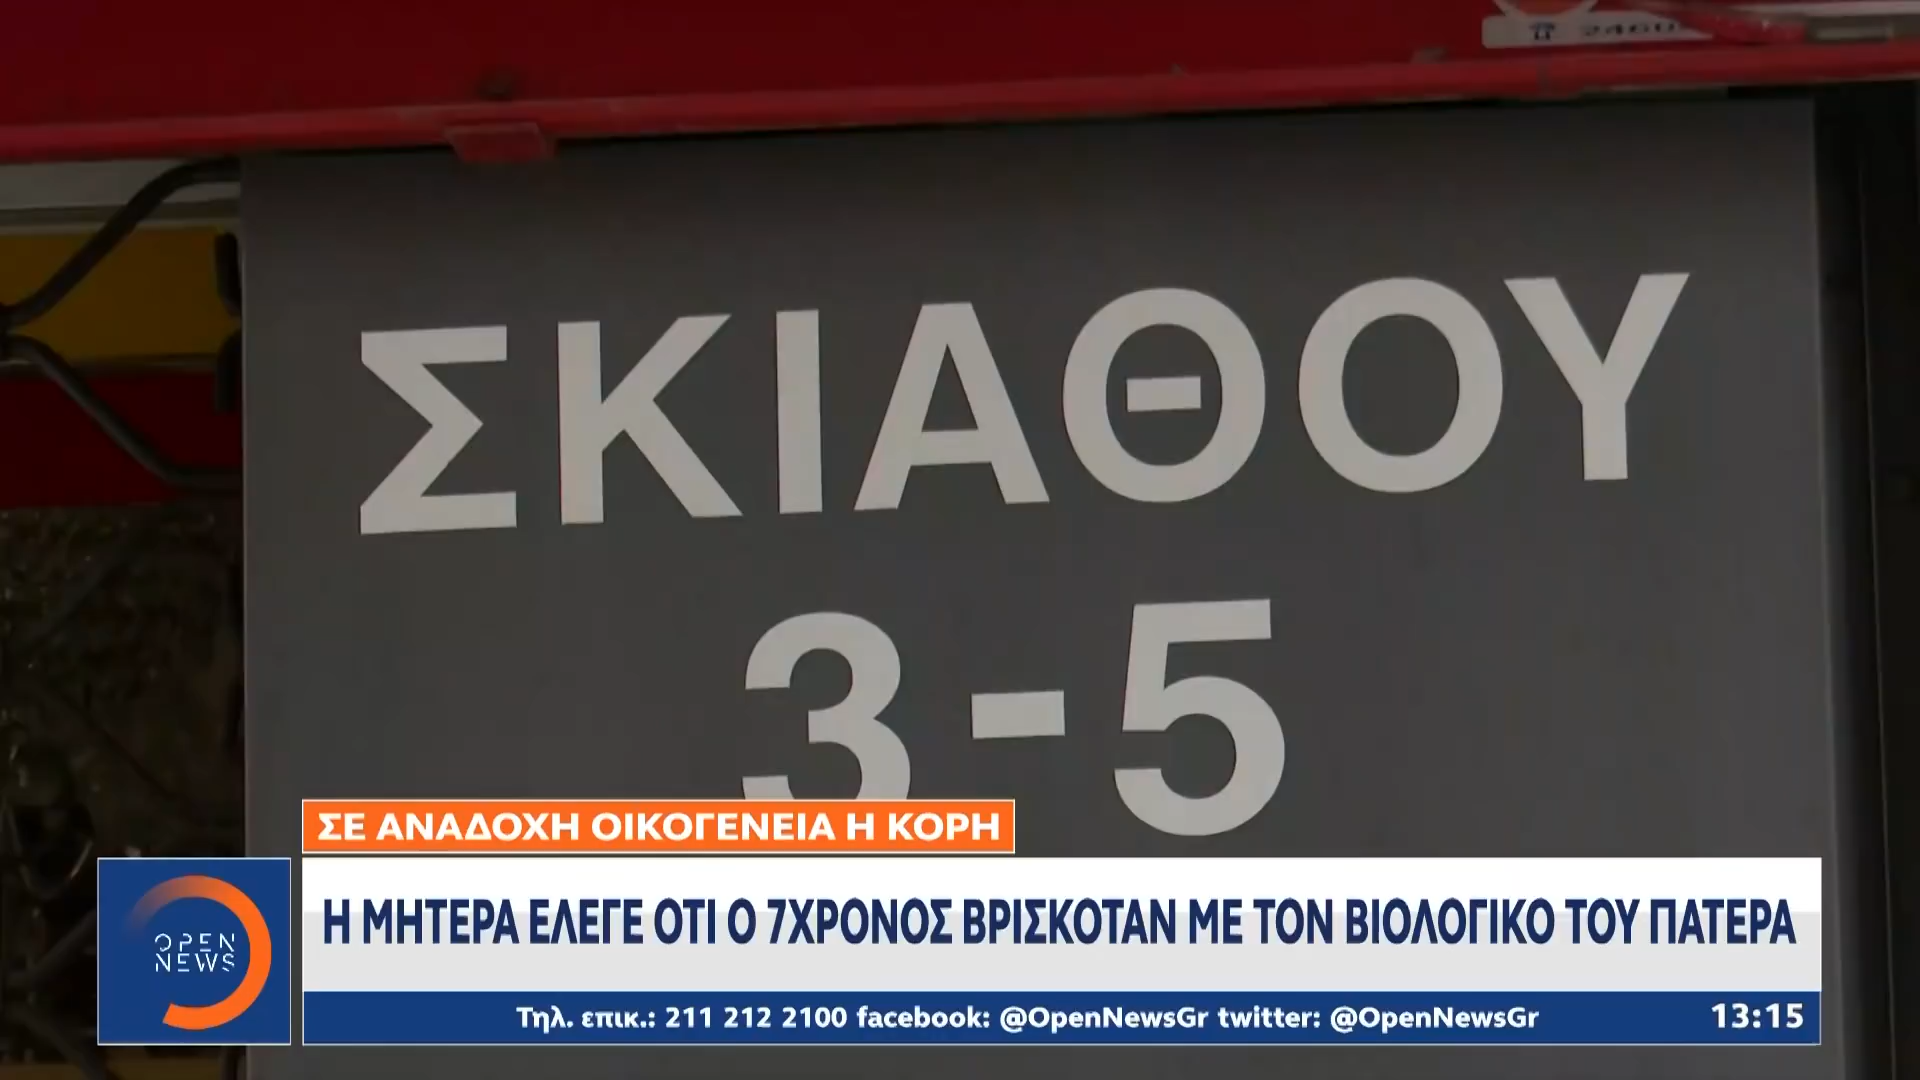 2460
ΣΚΙΑΘΟΥ
3-5
ΣΕ ΑΝΑΔΟΧΗ ΟΙΚΟΓΕΝΕΙΑ Η ΚΟΡΗ
Η ΜΗΤΕΡΑ ΕΛΕΓΕ ΟΤΙ Ο 7ΧΡΟΝΟΣ ΒΡΙΣΚΟΤΑΝ ΜΕ ΤΟΝ ΒΙΟΛΟΓΙΚΟ ΤΟΥ ΠΑΤΕΡΑ
OPEN
NEWS
Τηλ. επικ.: 211 212 2100 facebook: @OpenNewsGr twitter: @OpenNewsGr 13:15